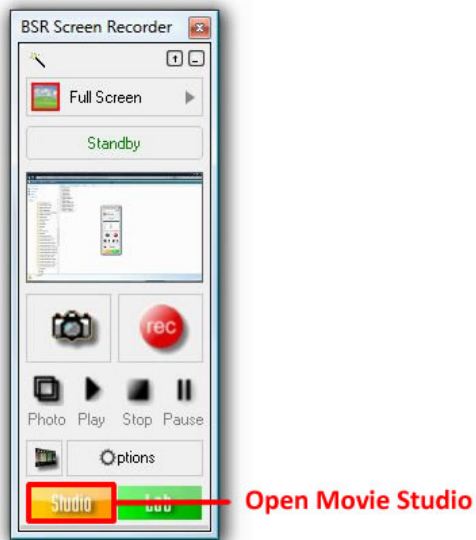 BSR Screen Recorder
Full Screen
Standby
rec
Photo Play Stop Pause
Options
Studio Lab
Open Movie Studio